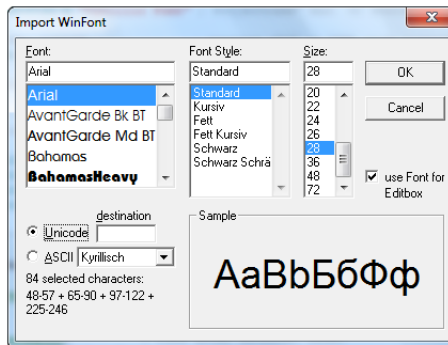 Import WinFont
Font: Font Style: Size:
Arial Standard 28 OK
Arial Standard 20
AvantGarde Bk BT Kursiv 22 Cancel
AvantGarde Md BT Fett 24
Bahamas Fett Kursiv 26
BahamasHeavy Schwarz 28
Schwarz Schrä 36
48
72
use Font for
Editbox
destination
Unicode
ASCII Kyrillisch
84 selected characters:
48-57 + 65-90 + 97-122 +
225-246
Sample
AaBbБбФф